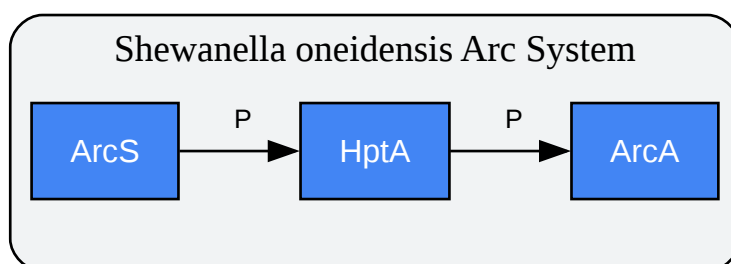 Shewanella oneidensis Arc System
P
P
ArcS
HptA
ArcA